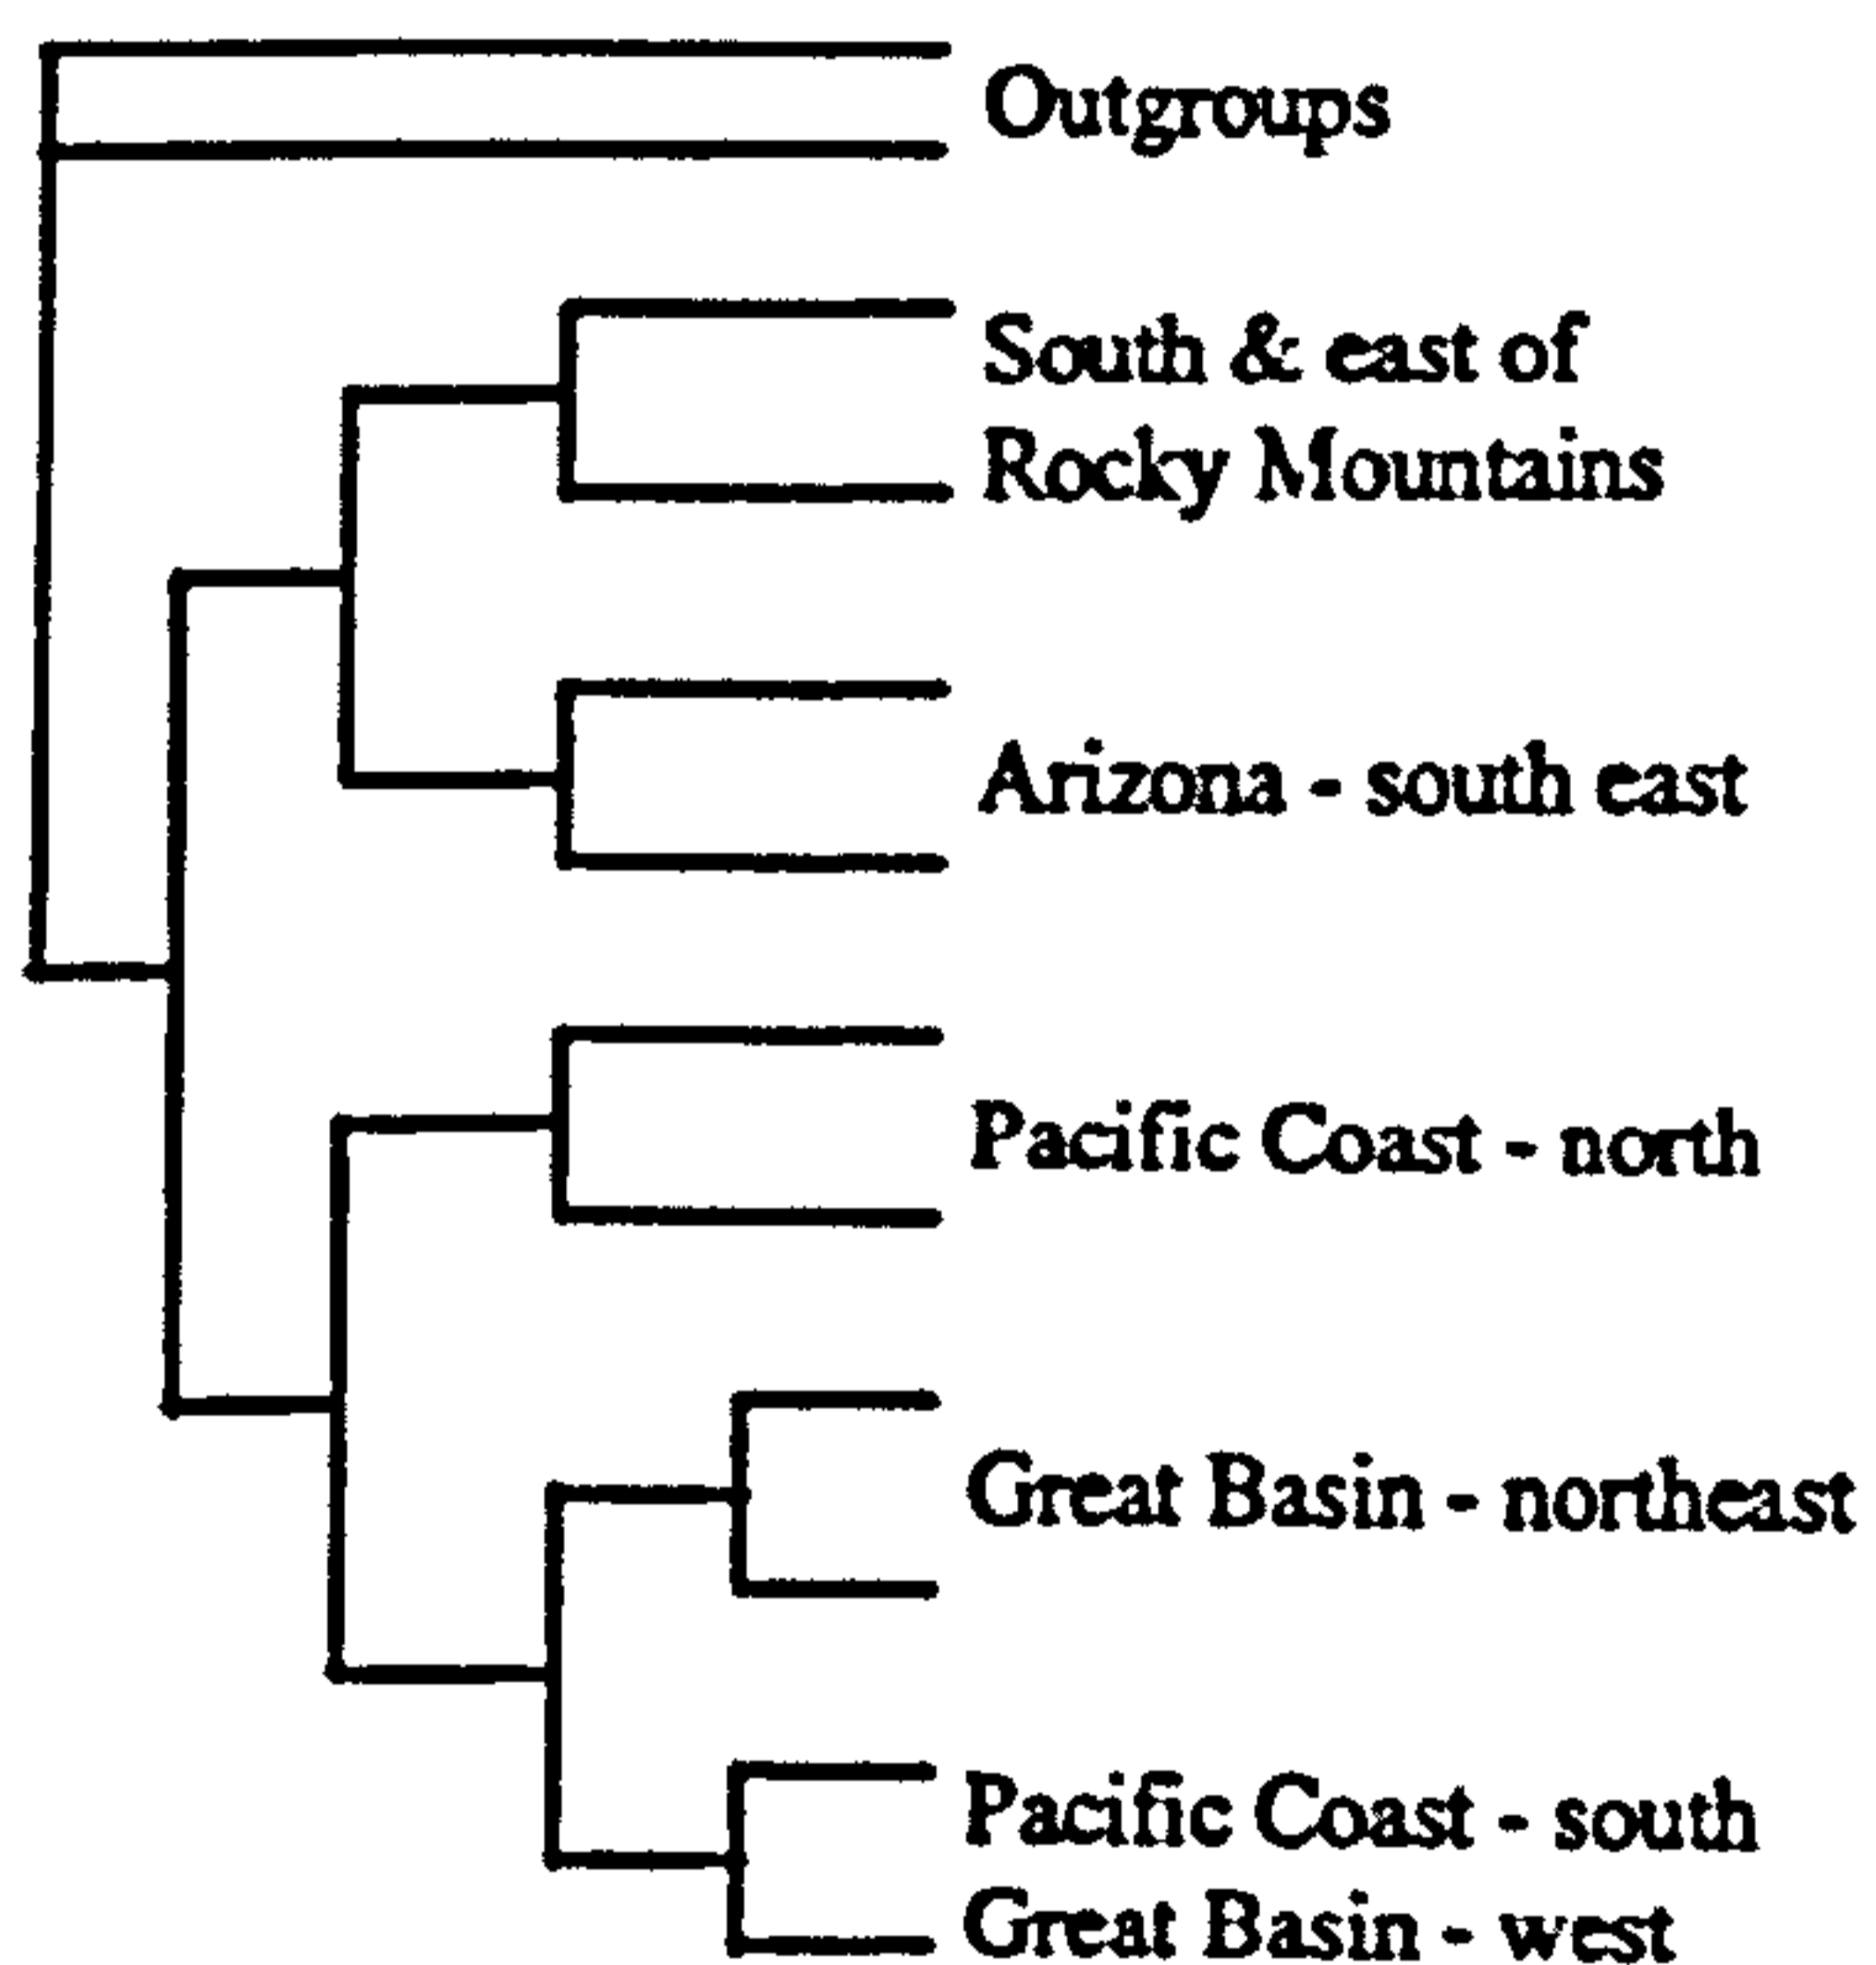 Outgroups
South & east of
Rocky Mountains
Arizona - south east
Pacific Coast - north
Great Basin - northeast
Pacific Coast - south
Great Basin - west